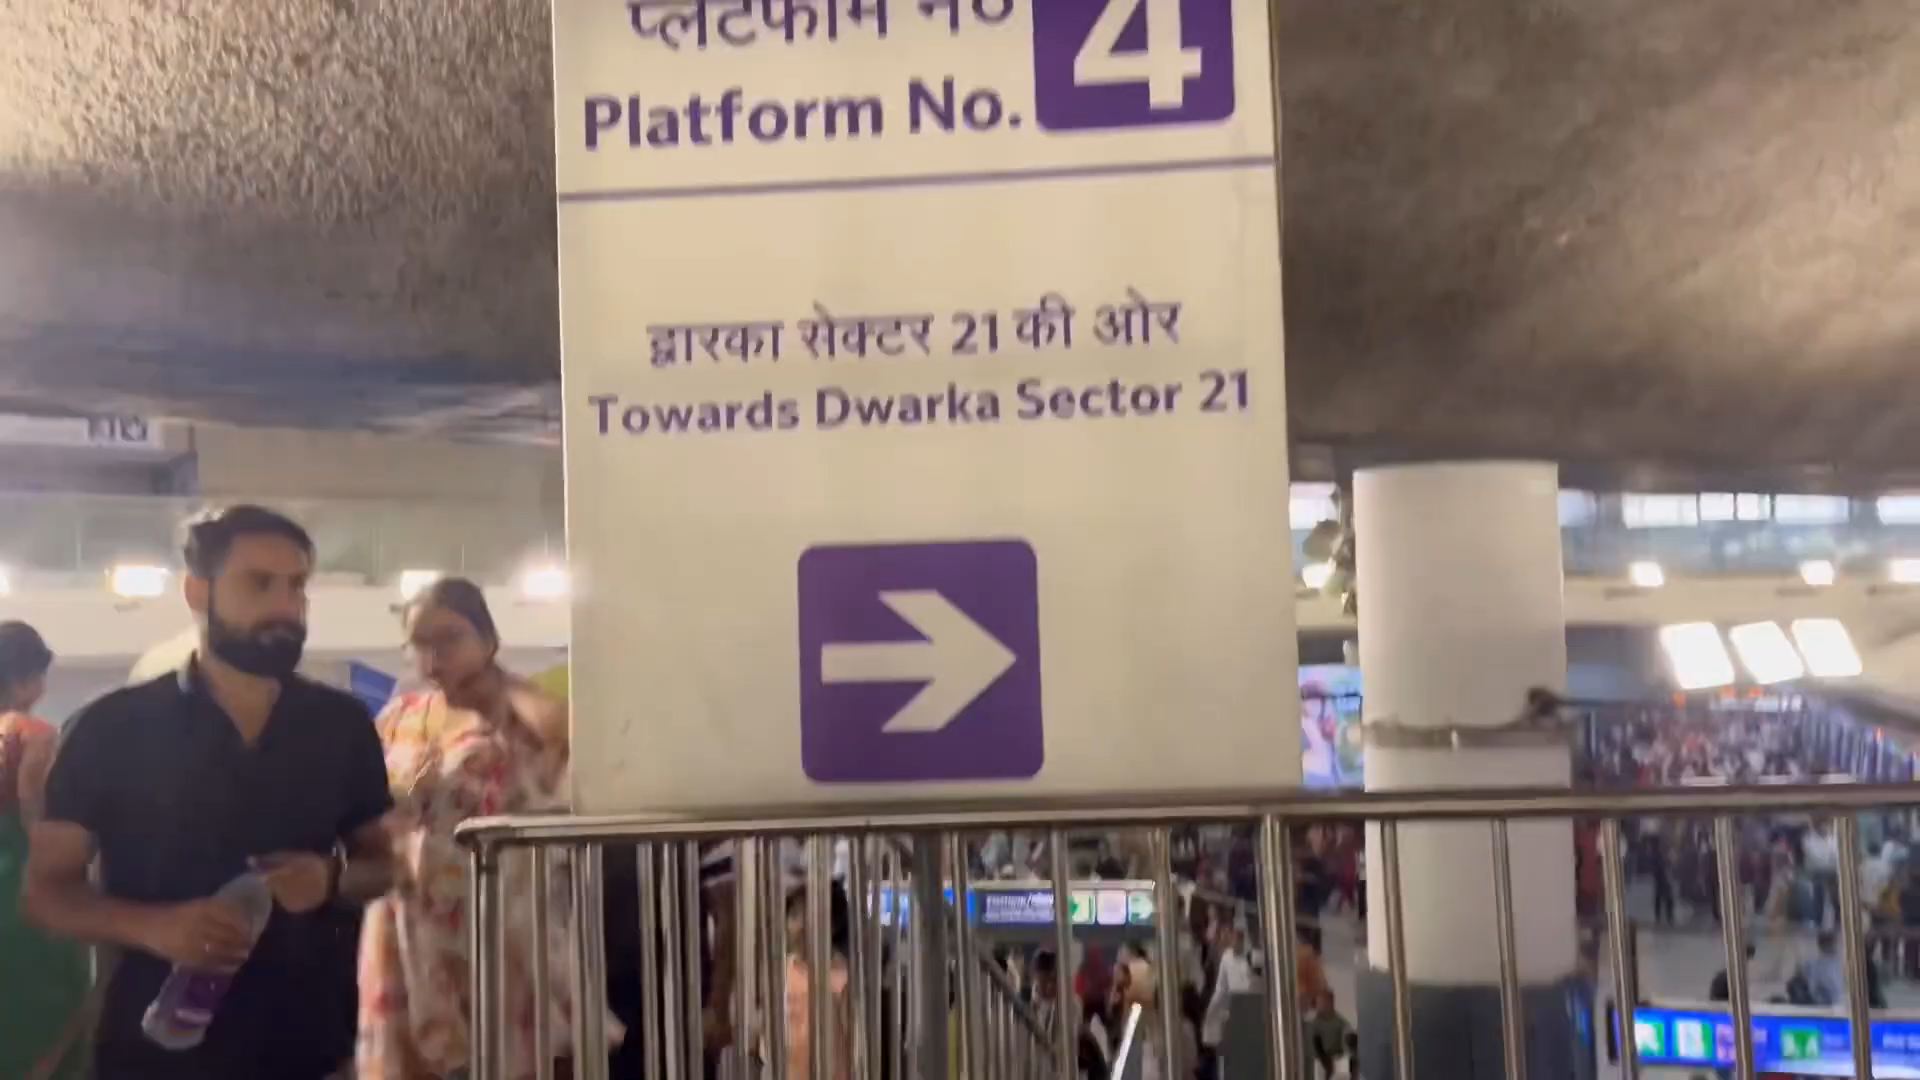 प्लेटफार्म नं० 4
Platform No.
द्वारका सेक्टर 21 की ओर
Towards Dwarka Sector 21